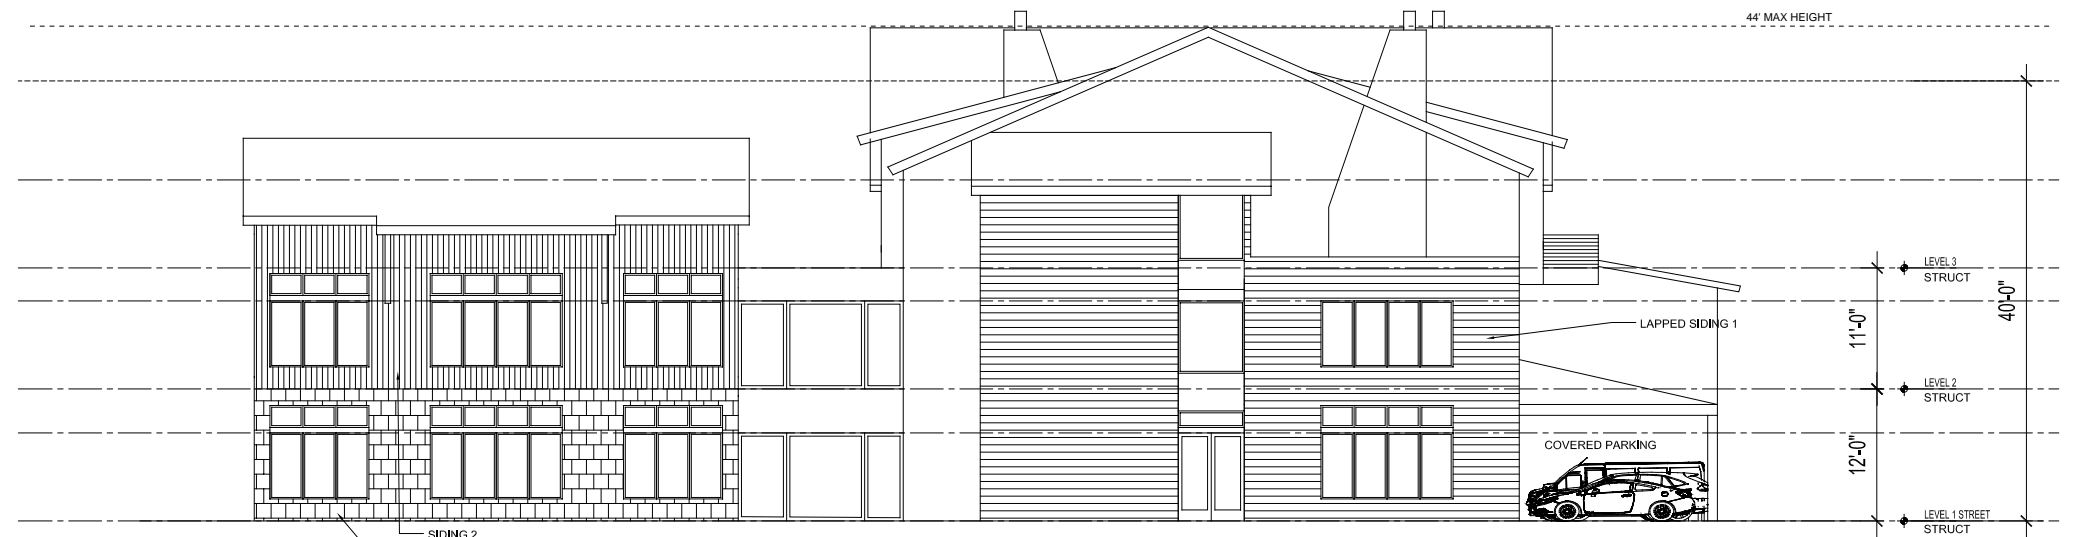 44' MAX HEIGHT
LEVEL 3
STRUCT
40'-0"
11'-0"
LAPPED SIDING 1
LEVEL 2
STRUCT
COVERED PARKING
12'-0"
LEVEL 1 STREET
STRUCT
SIDING 2